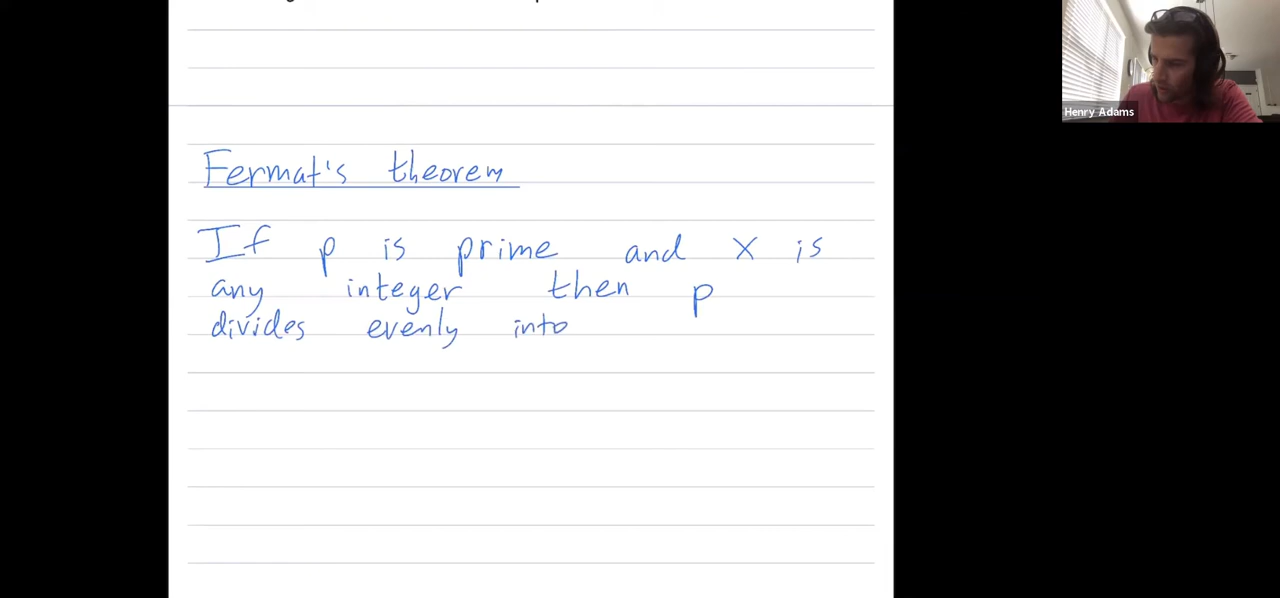 Fermat's theorem
If p is prime and x is
any integer then p
divides evenly into
Henry Adams